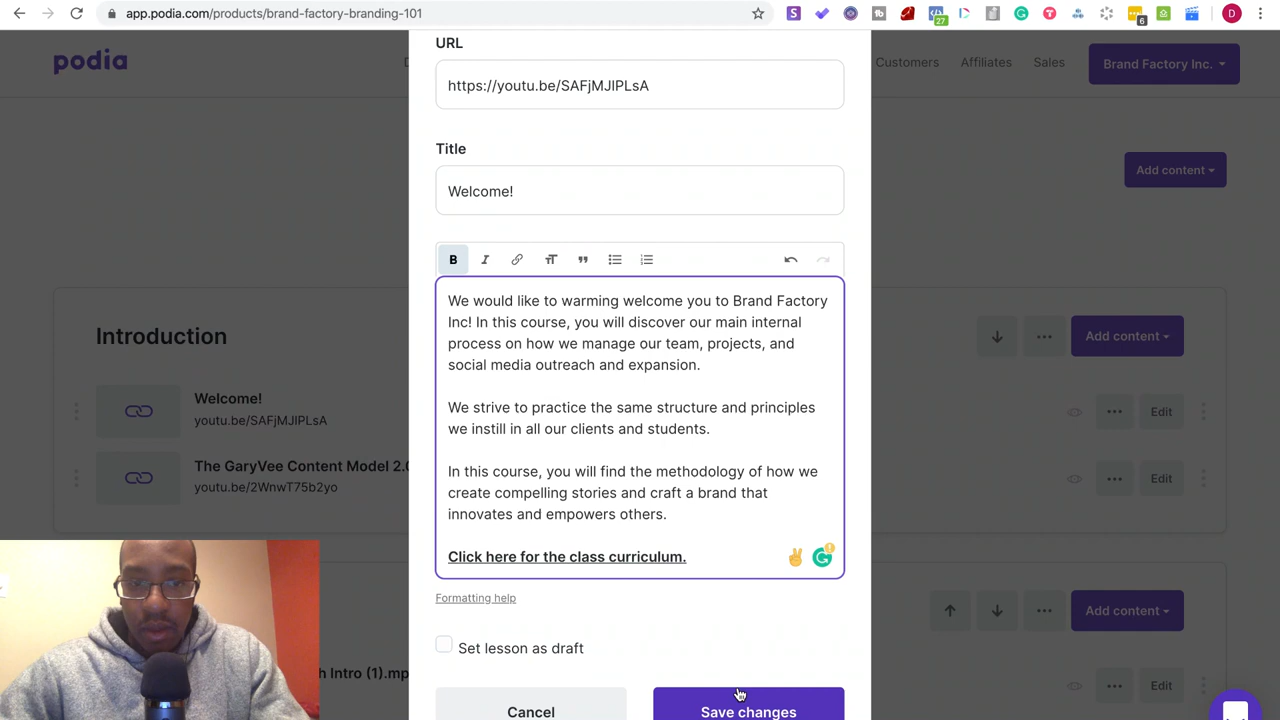 app.podia.com/products/brand-factory-branding-101
27
6
D
podia
Customers
Affiliates
Sales
Brand Factory Inc.
URL
https://youtu.be/SAFjMJlPLsA
Add content
Title
Welcome!
B
We would like to warming welcome you to Brand Factory
Inc! In this course, you will discover our main internal
process on how we manage our team, projects, and
social media outreach and expansion.
We strive to practice the same structure and principles
we instill in all our clients and students.
In this course, you will find the methodology of how we
create compelling stories and craft a brand that
innovates and empowers others.
Click here for the class curriculum.
Formatting help
Set lesson as draft
Cancel
Save changes
Introduction
Add content
Welcome!
youtu.be/SAFjMJlPLsA
Edit
The GaryVee Content Model 2.0
youtu.be/2WnwT75b2yo
Edit
Add content
Intro (1).mp
Edit